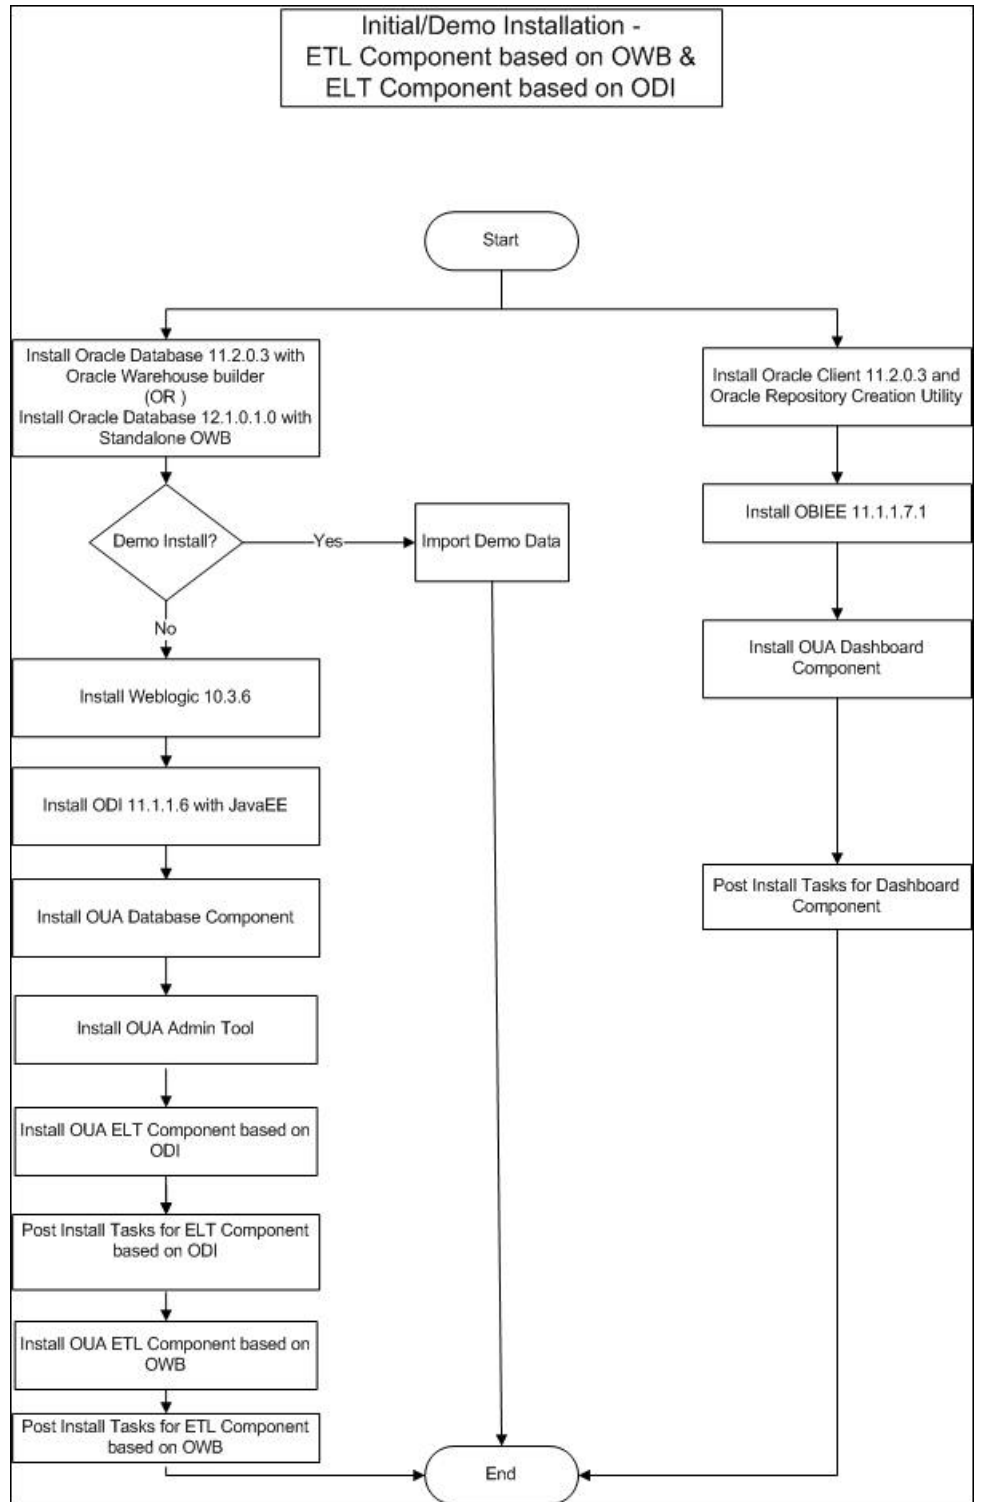 Initial/Demo Installation -
ETL Component based on OWB &
ELT Component based on ODI
Start
Install Oracle Database 11.2.0.3 with
Oracle Warehouse builder
(OR )
Install Oracle Database 12.1.0.1.0 with
Standalone OWB
Install Oracle Client 11.2.0.3 and
Oracle Repository Creation Utility
Demo Install?
Yes
Import Demo Data
Install OBIEE 11.1.1.7.1
No
Install OUA Dashboard
Component
Install Weblogic 10.3.6
Install ODI 11.1.1.6 with JavaEE
Post Install Tasks for Dashboard
Component
Install OUA Database Component
Install OUA Admin Tool
Install OUA ELT Component based on
ODI
Post Install Tasks for ELT Component
based on ODI
Install OUA ETL Component based on
OWB
Post Install Tasks for ETL Component
based on OWB
End